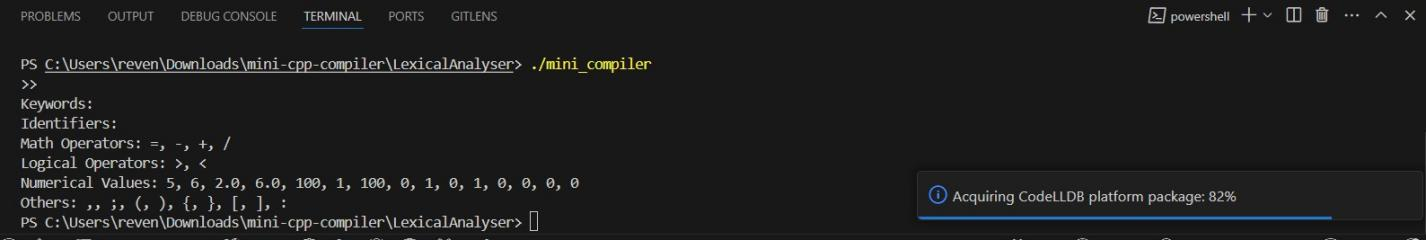 PROBLEMS OUTPUT DEBUG CONSOLE TERMINAL PORTS GITLENS powershell
PS C:\Users\reven\Downloads\mini-cpp-compiler\LexicalAnalyser> ./mini_compiler
>>
Keywords:
Identifiers:
Math Operators: =, -, +, /
Logical Operators: >, <
Numerical Values: 5, 6, 2.0, 6.0, 100, 1, 100, 0, 1, 0, 1, 0, 0, 0, 0
Others: ,, ;, (, ), {, }, [, ], :
PS C:\Users\reven\Downloads\mini-cpp-compiler\LexicalAnalyser>
Acquiring CodeLLDB platform package: 82%